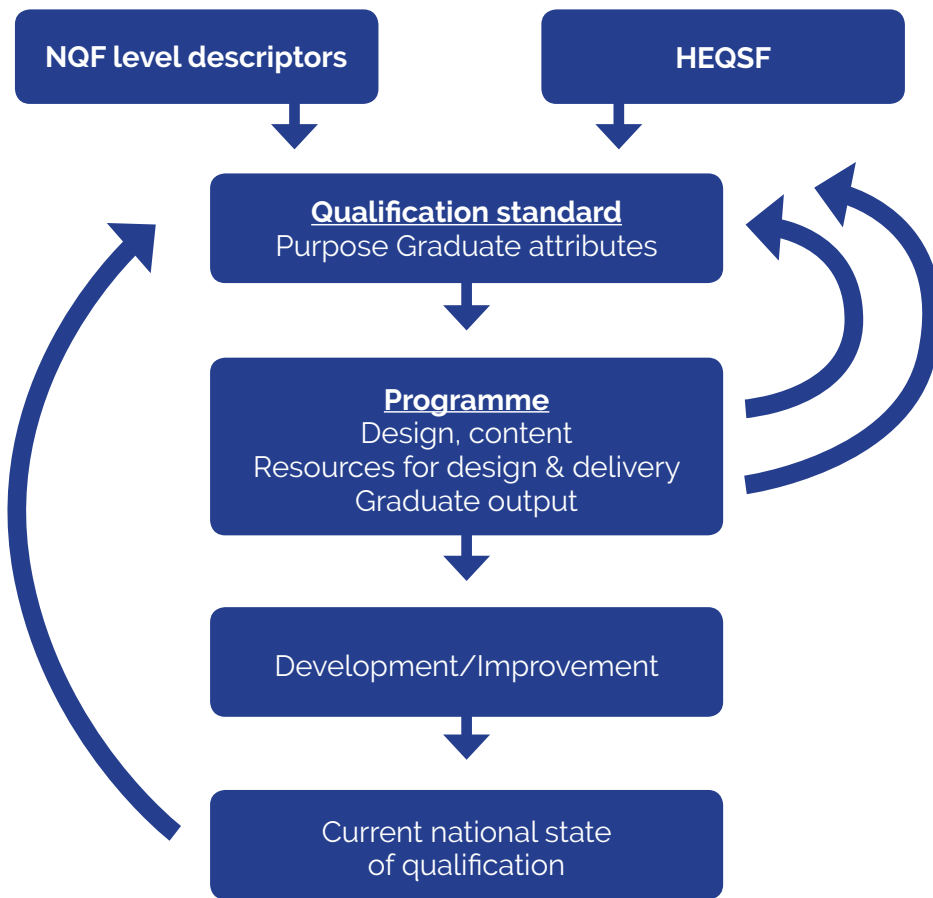 NQF level descriptors
HEQSF
Qualification standard
Purpose Graduate attributes
Programme
Design, content
Resources for design & delivery
Graduate output
Development/Improvement
Current national state
of qualification